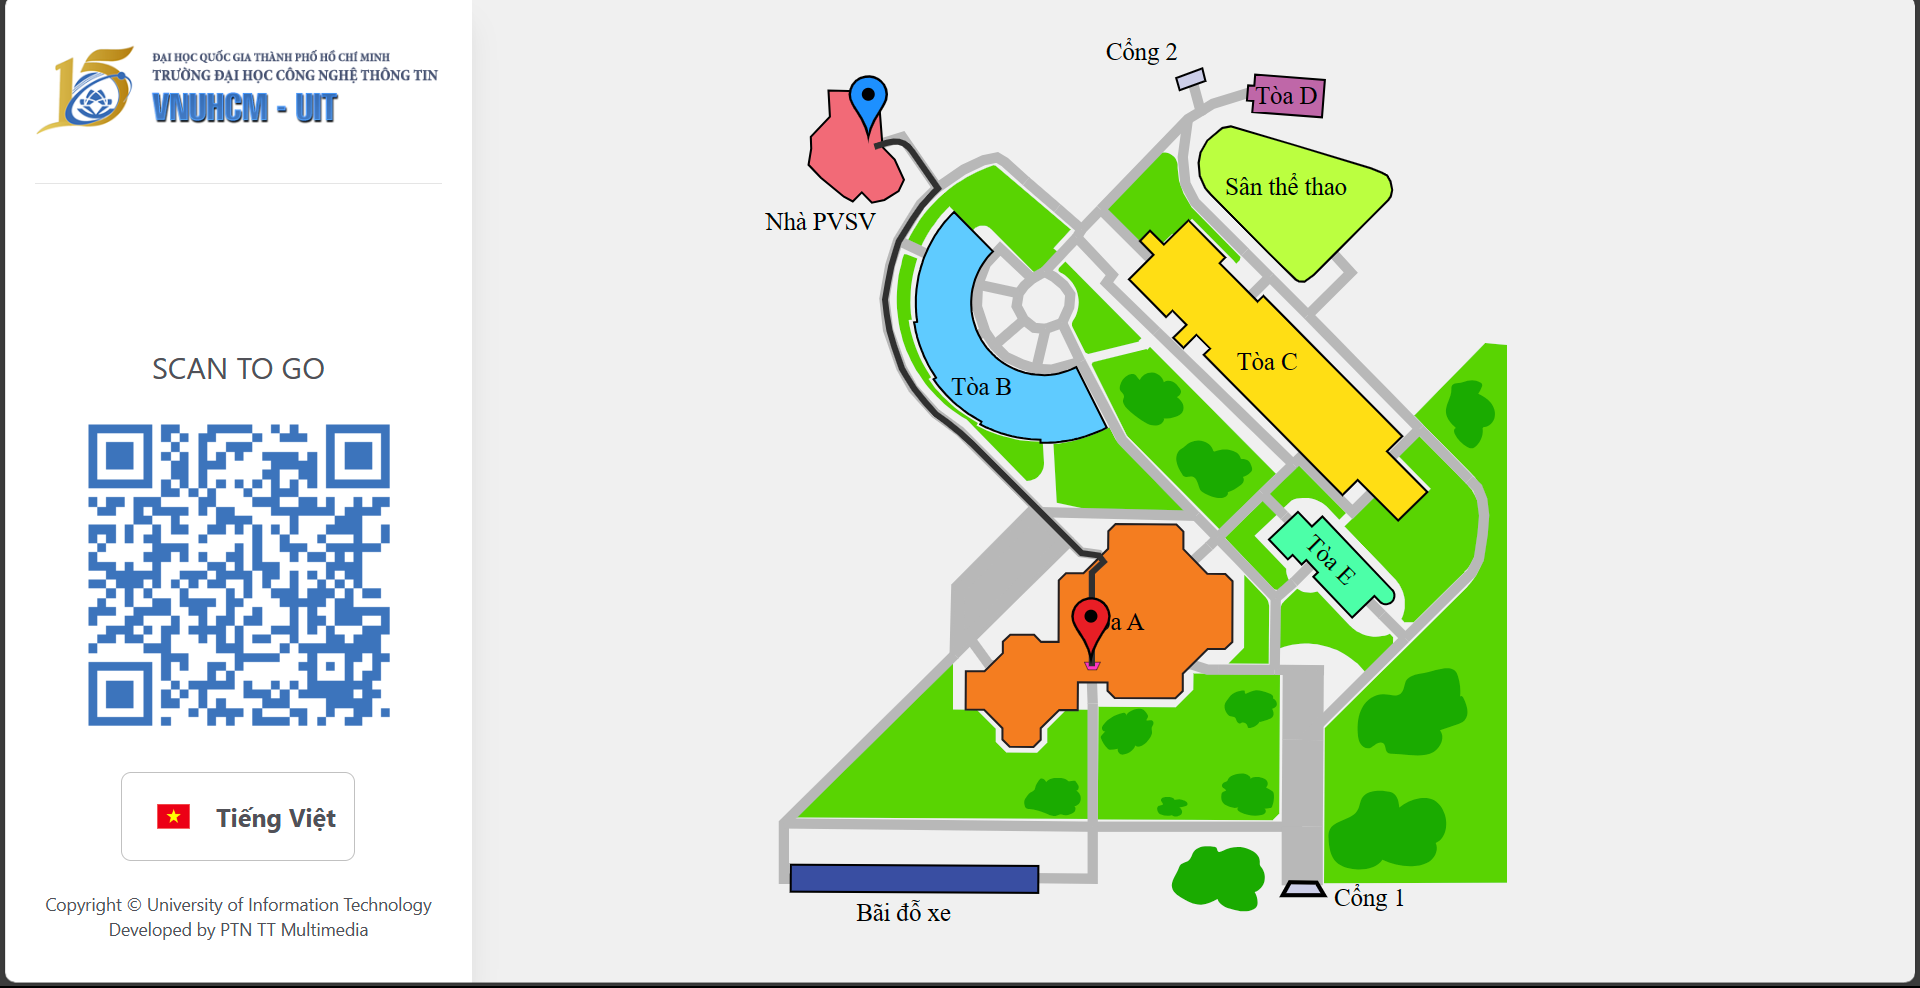 15
ĐẠI HỌC QUỐC GIA THÀNH PHỐ HỒ CHÍ MINH
TRƯỜNG ĐẠI HỌC CÔNG NGHỆ THÔNG TIN
VNUHCM - UIT
SCAN TO GO
Tiếng Việt
Copyright © University of Information Technology
Developed by PTN TT Multimedia
Cổng 2
Tòa D
Sân thể thao
Nhà PVSV
Tòa C
Tòa B
Tòa E
a A
Cổng 1
Bãi đỗ xe